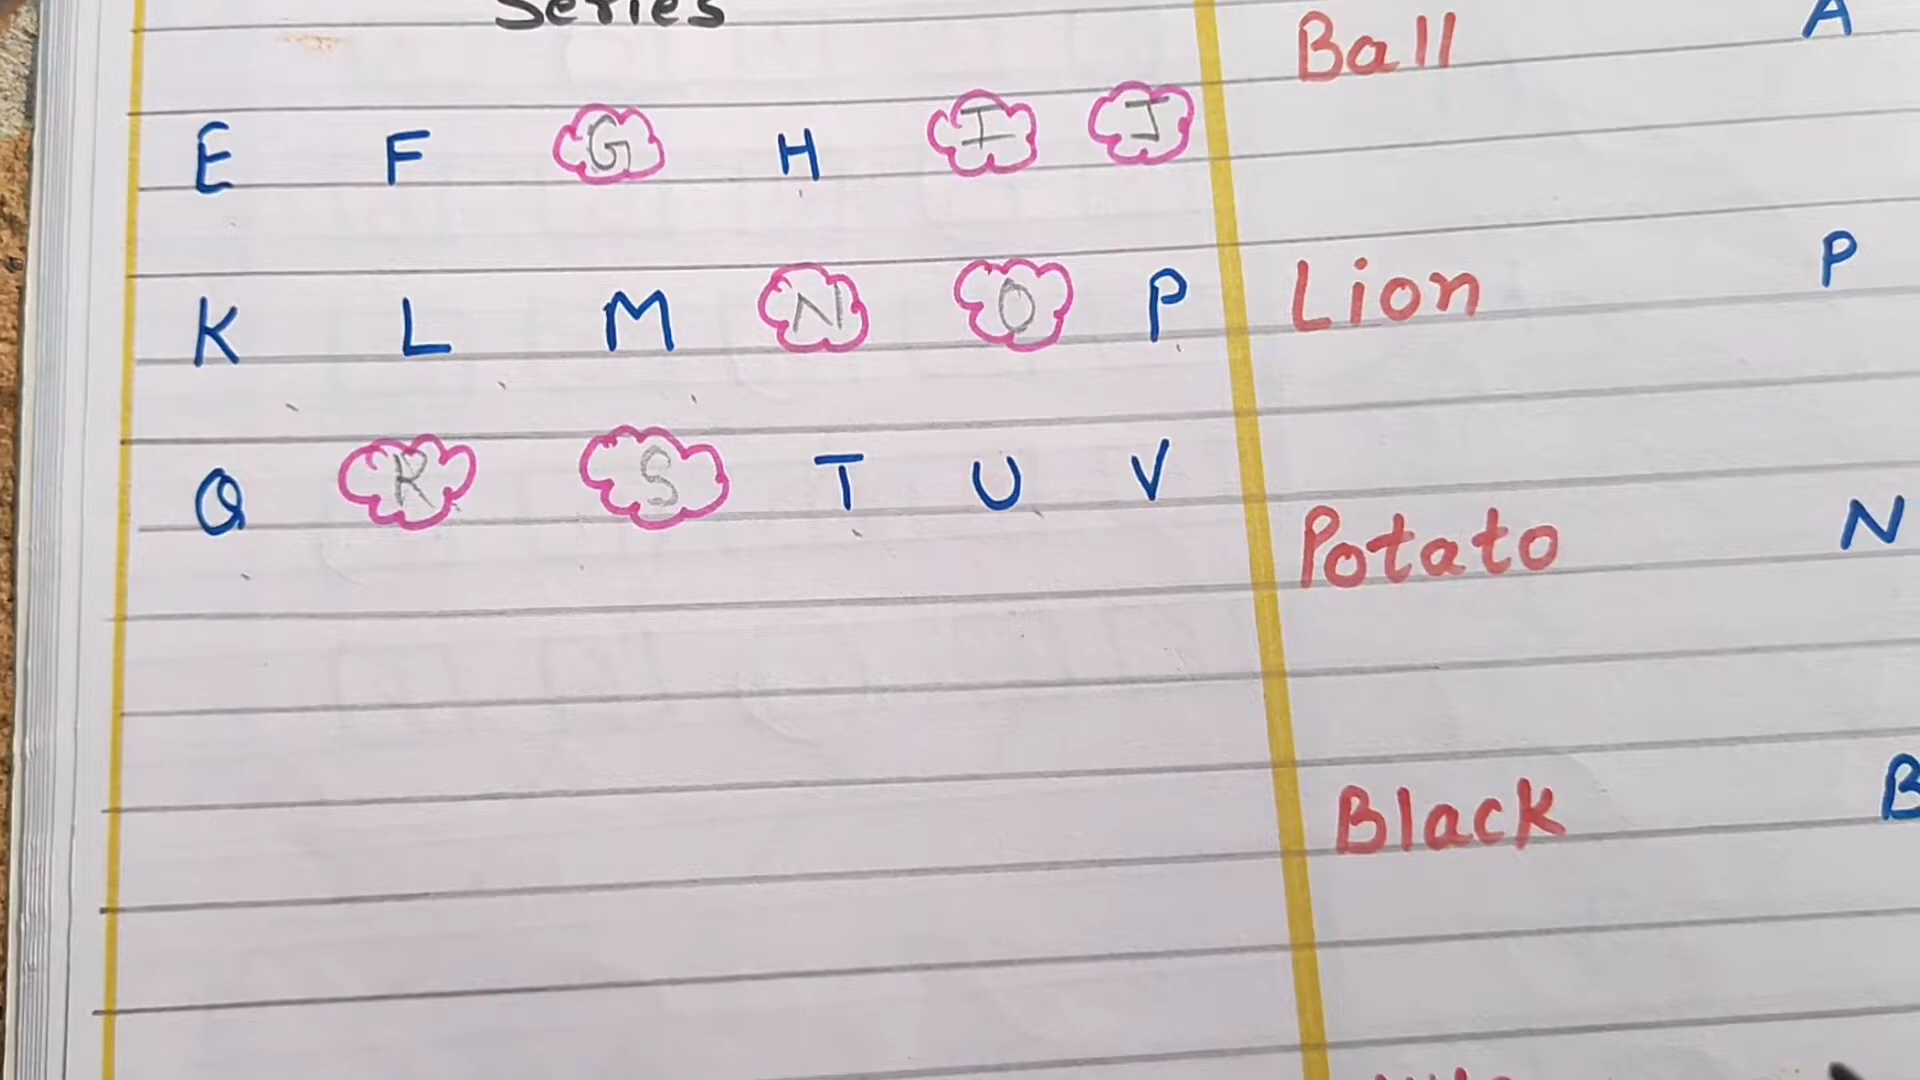 Series
E F G H I J
K L M N O P
Q R S T U V
Ball A
Lion P
Potato N
Black B